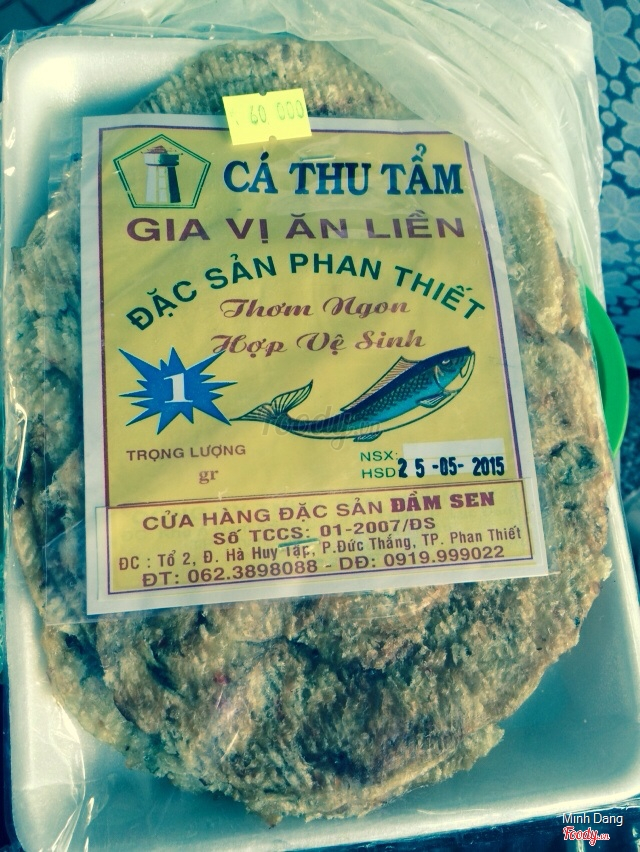 60 000
CÁ THU TẨM
GIA VỊ ĂN LIỀN
ĐẶC SẢN PHAN THIẾT
Thơm Ngon
Hợp Vệ Sinh
1
TRỌNG LƯỢNG
gr
NSX:
HSD 25-05-2015
CỬA HÀNG ĐẶC SẢN ĐẦM SEN
Số TCCS: 01-2007/ĐS
ĐC : Tổ 2, Đ. Hà Huy Tập, P.Đức Thắng, TP. Phan Thiết
ĐT: 062.3898088 - DĐ: 0919.999022
foody.vn
Minh Dang
Foody.vn